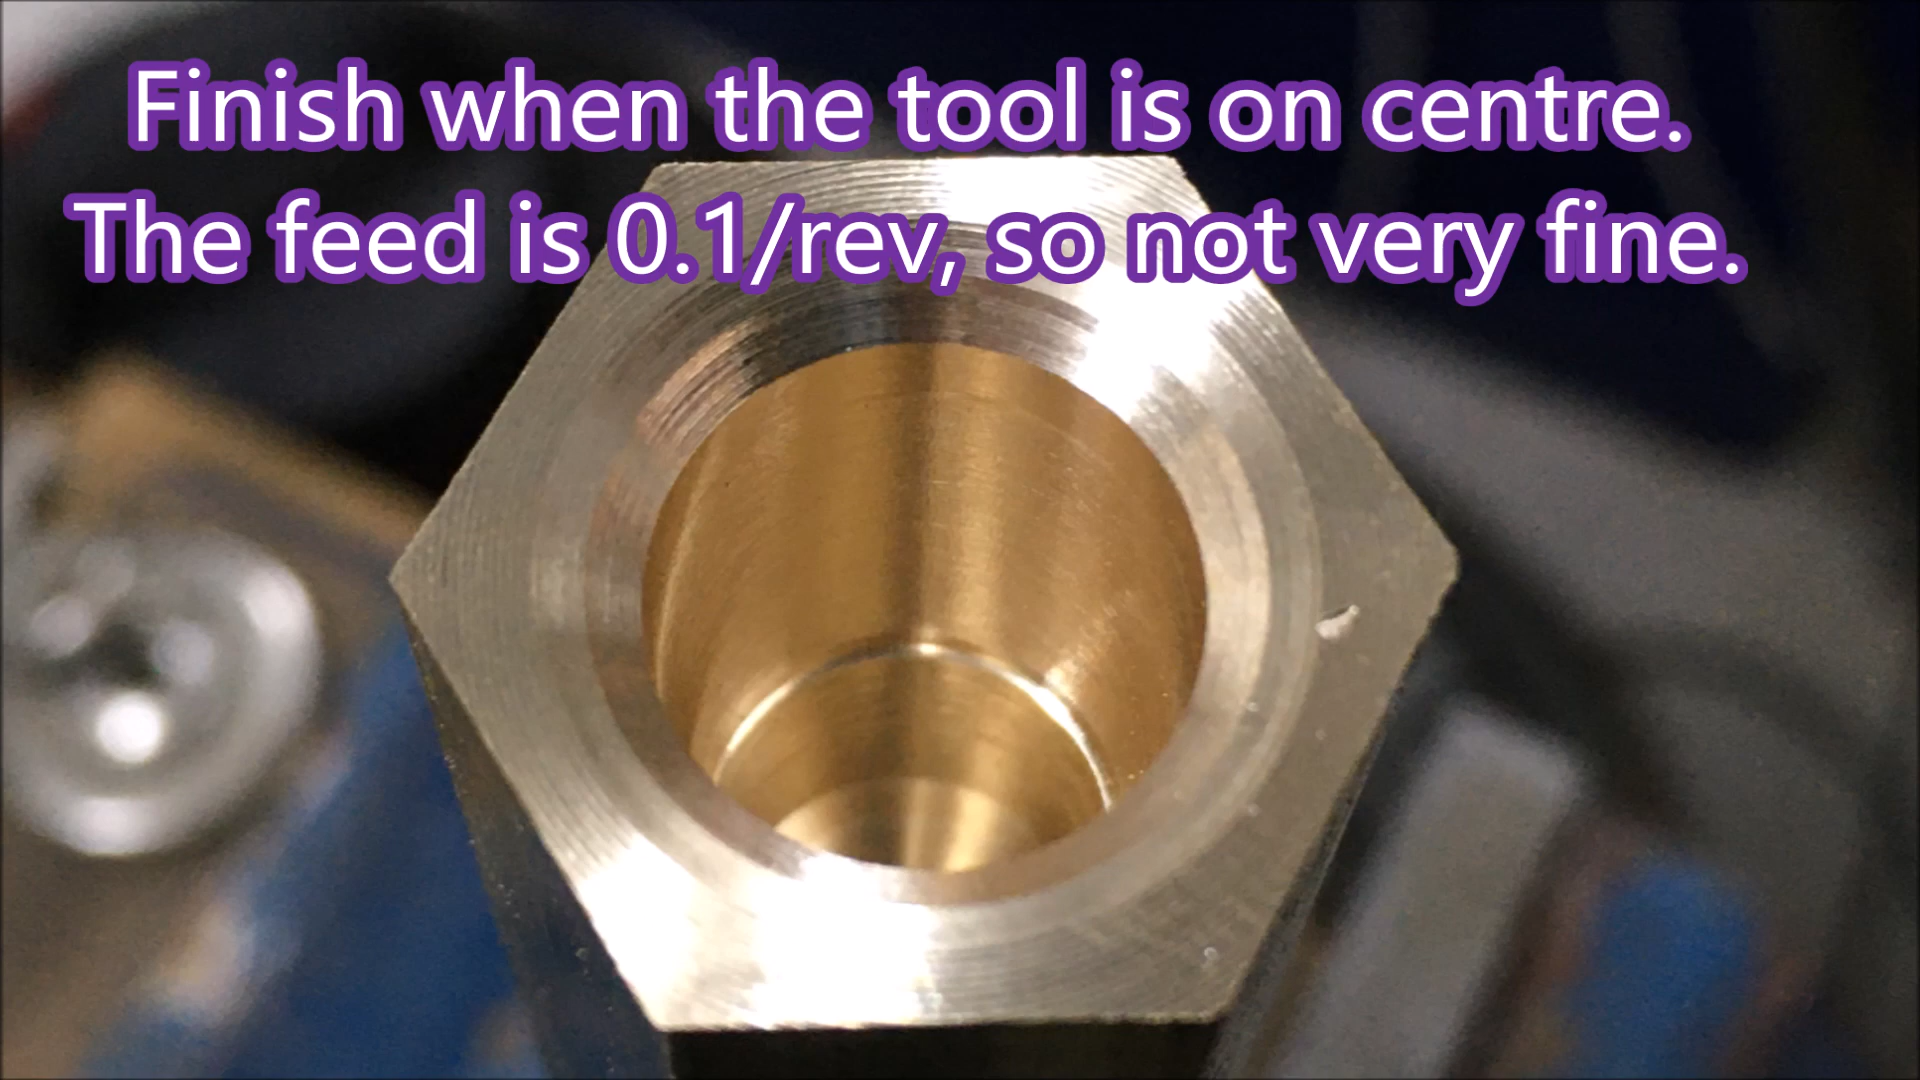 Finish when the tool is on centre.
The feed is 0.1/rev, so not very fine.